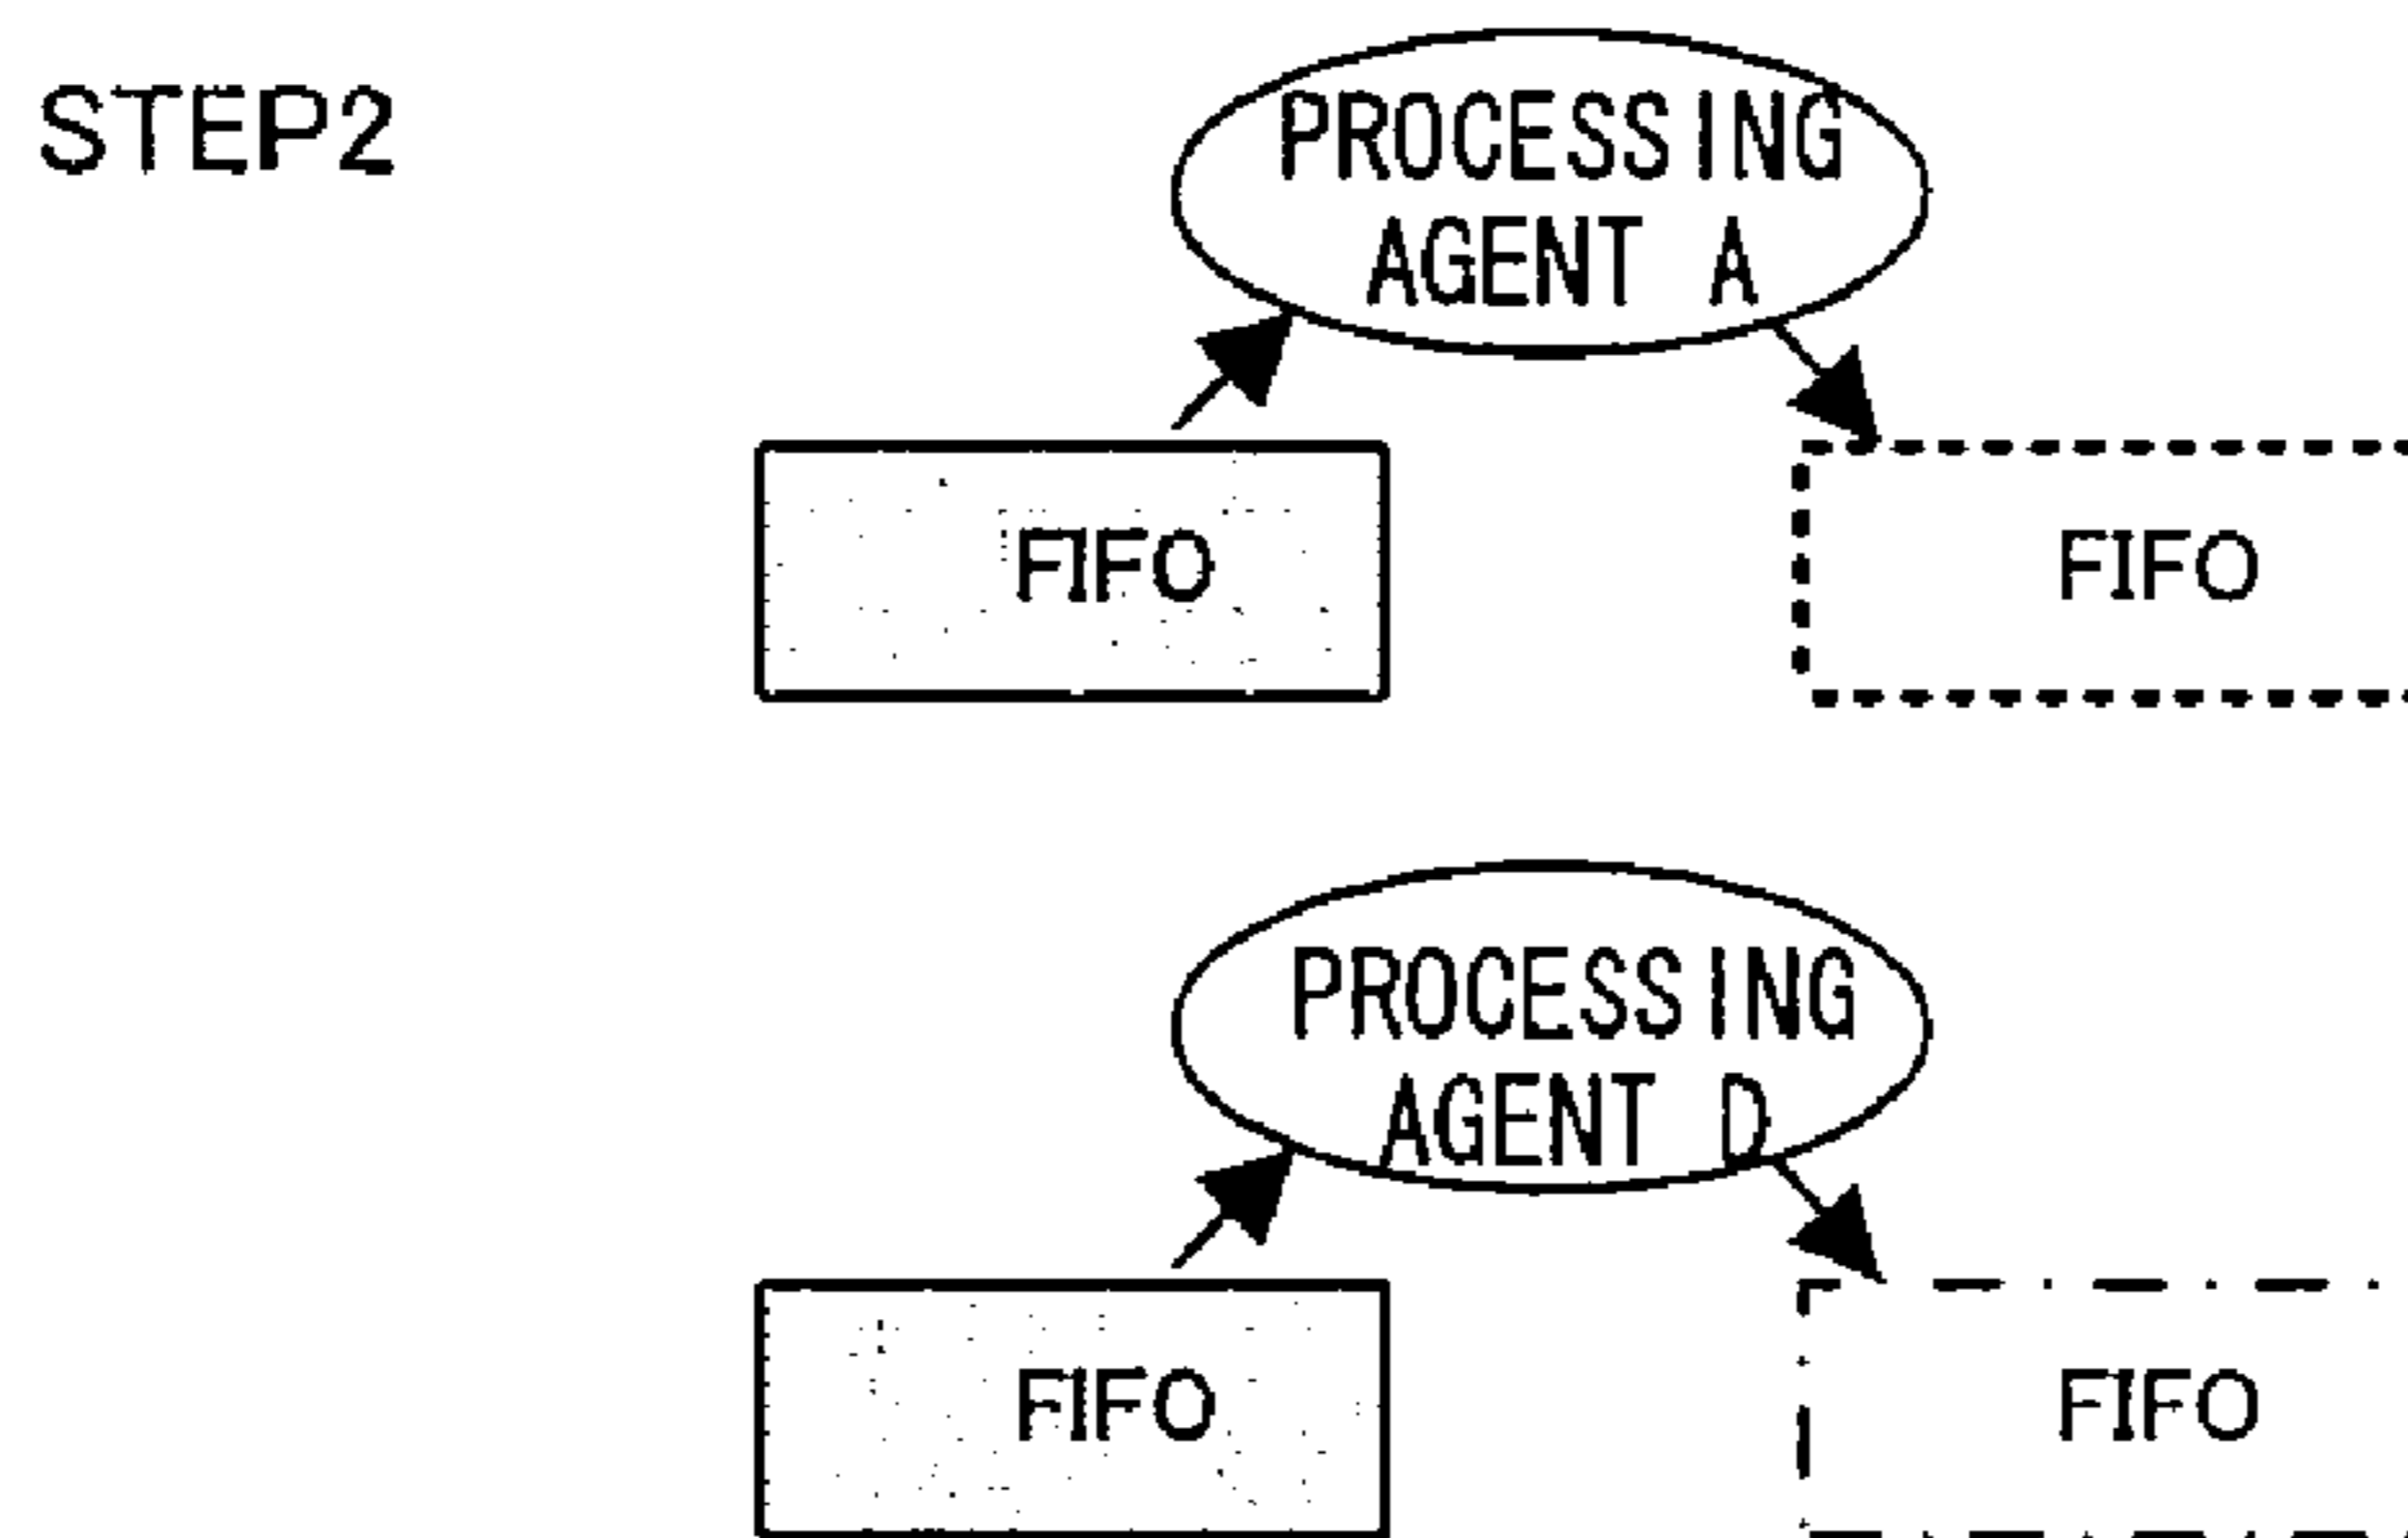 STEP2
PROCESSING
AGENT A
FIFO
FIFO
PROCESSING
AGENT D
FIFO
FIFO